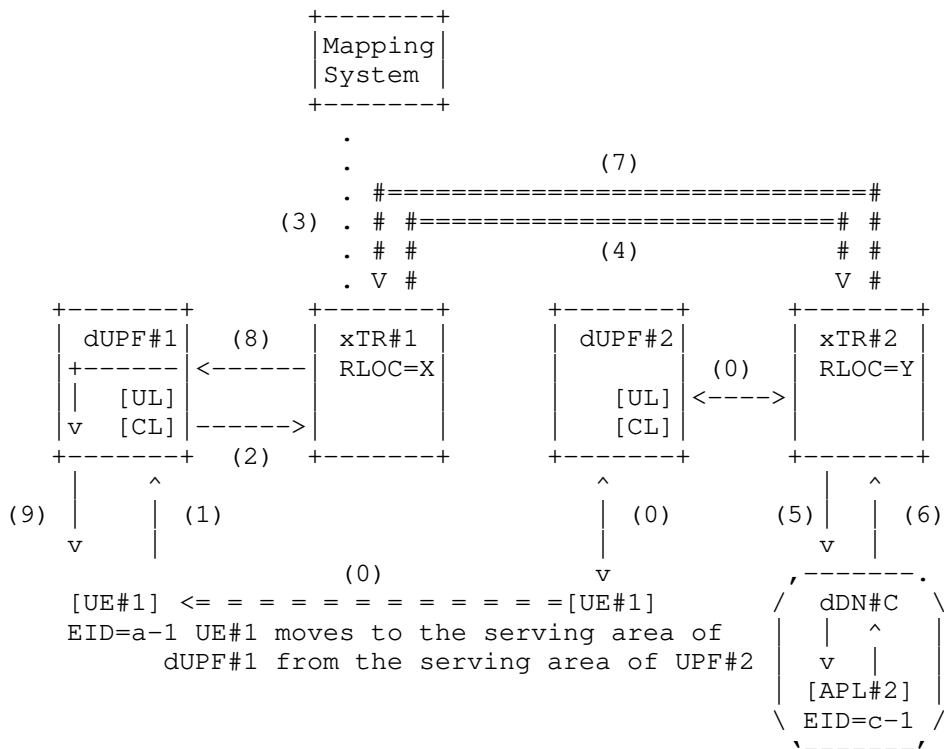 Mapping
System
(7)
(3)
(4)
V V
dUPF#1 (8) xTR#1 dUPF#2 xTR#2
RLOC=X (0) RLOC=Y
[UL] [UL]
v [CL] [CL]
(2)
(9) (1) (0) (5) (6)
v v
(0) v
[UE#1] <= = = = = = = = = = = = =[UE#1] dDN#C
EID=a-1 UE#1 moves to the serving area of
dUPF#1 from the serving area of UPF#2 v
[APL#2]
EID=c-1